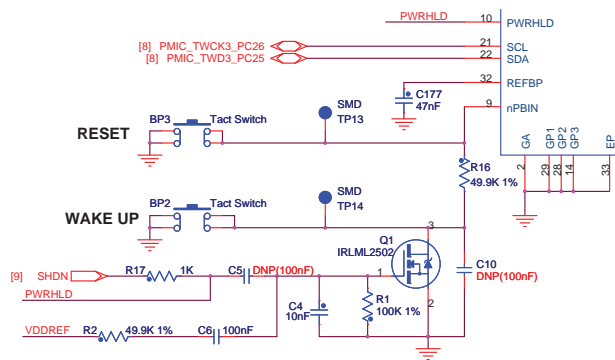 PWRHLD 10 PWRHLD
[8] PMIC_TWCK3_PC26 21 SCL
[8] PMIC_TWD3_PC25 22 SDA
32 REFBP
C177
47nF
9 nPBIN
BP3 Tact Switch
SMD
TP13
RESET
GA GP1 GP2 GP3 EP
2 29 28 14 33
R16
49.9K 1%
BP2 Tact Switch
SMD
TP14
WAKE UP
Q1
IRLML2502
3
1
2
C10
DNP(100nF)
[9] SHDN R17 1K C5 DNP(100nF)
PWRHLD
C4
10nF
R1
100K 1%
VDDREF R2 49.9K 1% C6 100nF